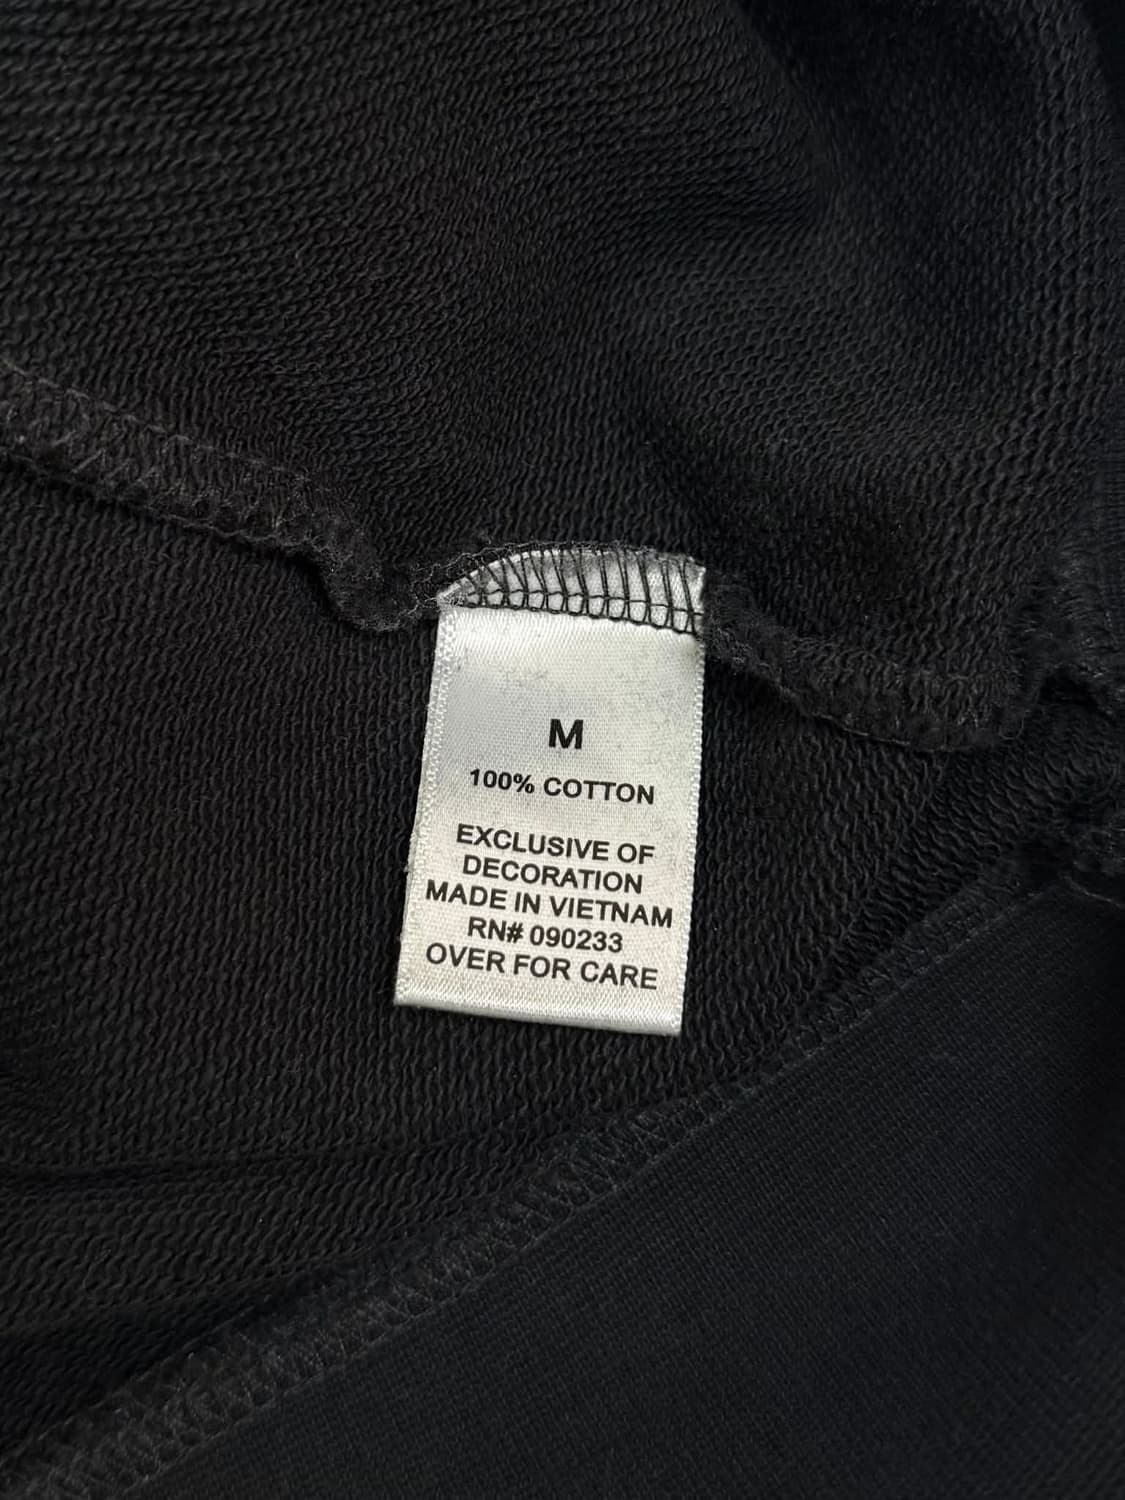 M
100% COTTON
EXCLUSIVE OF
DECORATION
MADE IN VIETNAM
RN# 090233
OVER FOR CARE